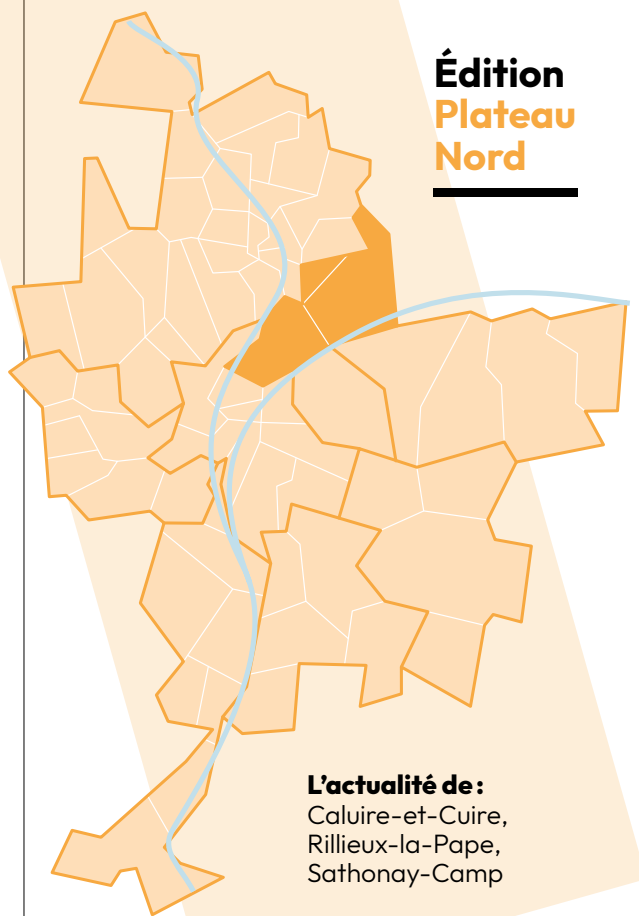 Édition
Plateau
Nord
L'actualité de :
Caluire-et-Cuire,
Rillieux-la-Pape,
Sathonay-Camp